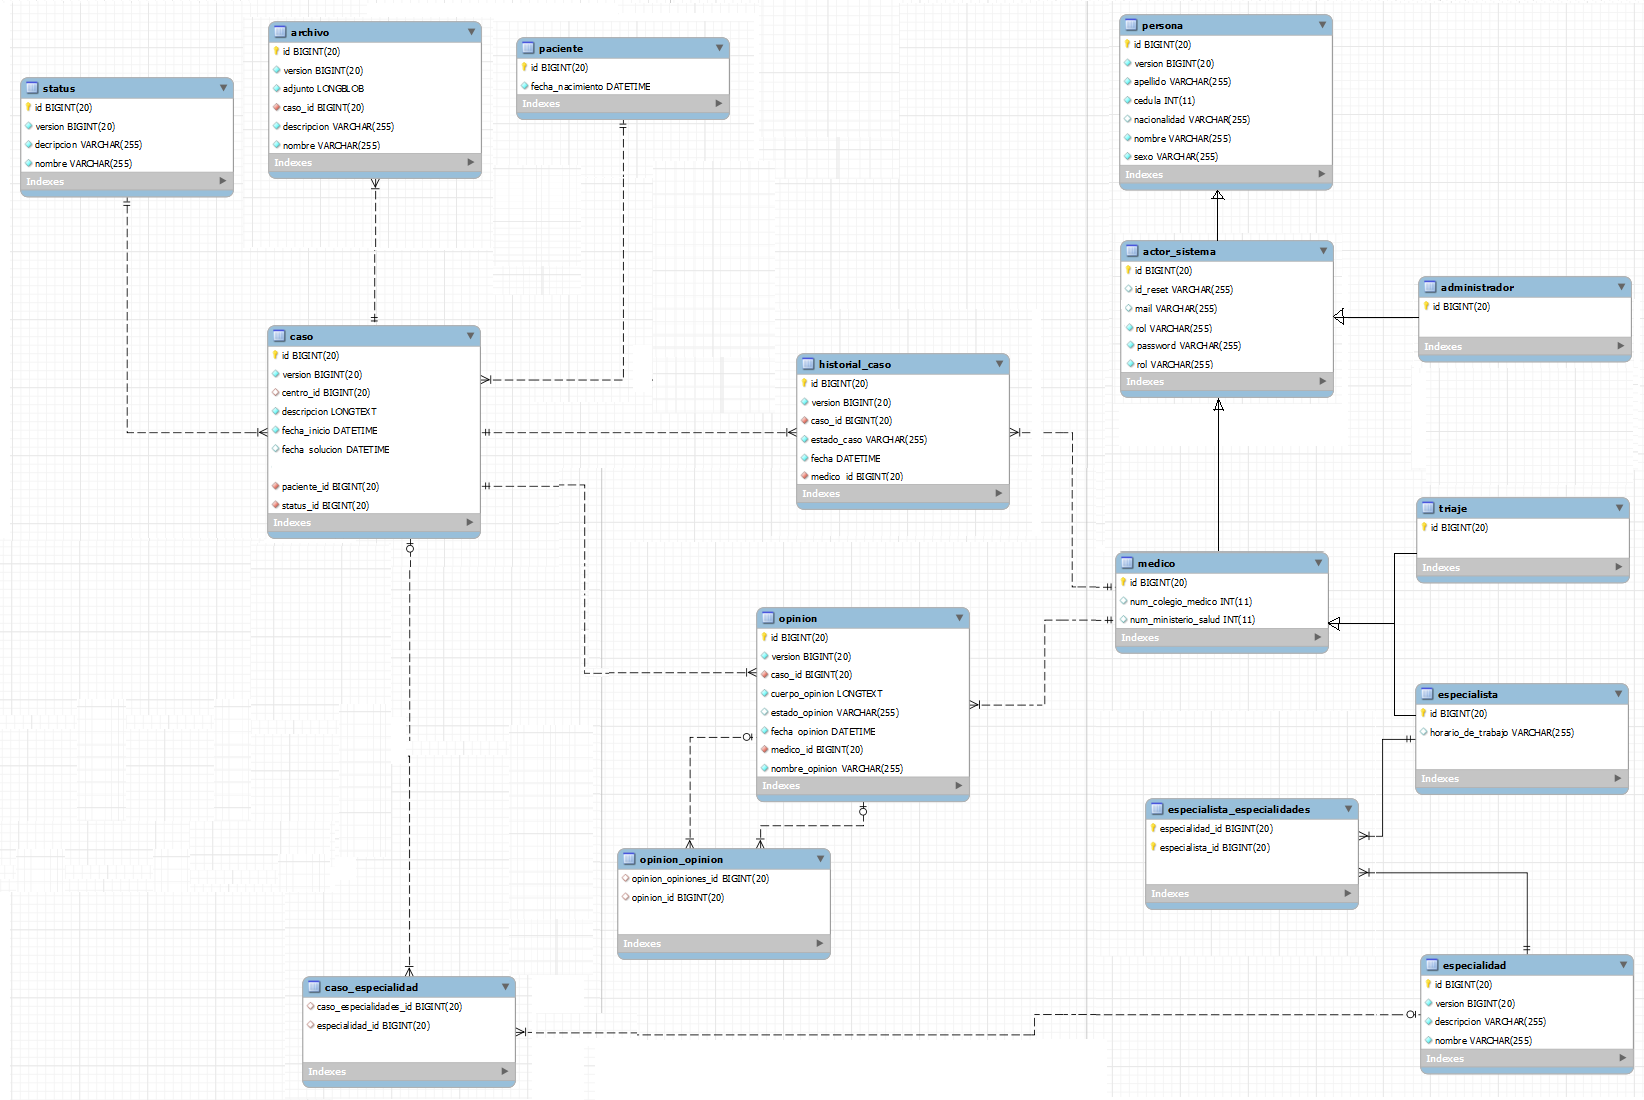 archivo
id BIGINT(20)
version BIGINT(20)
adjunto LONGBLOB
caso_id BIGINT(20)
descripcion VARCHAR(255)
nombre VARCHAR(255)
Indexes
paciente
id BIGINT(20)
fecha_nacimiento DATETIME
Indexes
persona
id BIGINT(20)
version BIGINT(20)
apellido VARCHAR(255)
cedula INT(11)
nacionalidad VARCHAR(255)
nombre VARCHAR(255)
sexo VARCHAR(255)
Indexes
status
id BIGINT(20)
version BIGINT(20)
decripcion VARCHAR(255)
nombre VARCHAR(255)
Indexes
actor_sistema
id BIGINT(20)
id_reset VARCHAR(255)
mail VARCHAR(255)
rol VARCHAR(255)
password VARCHAR(255)
rol VARCHAR(255)
Indexes
administrador
id BIGINT(20)
Indexes
caso
id BIGINT(20)
version BIGINT(20)
centro_id BIGINT(20)
descripcion LONGTEXT
fecha_inicio DATETIME
fecha_solucion DATETIME
paciente_id BIGINT(20)
status_id BIGINT(20)
Indexes
historial_caso
id BIGINT(20)
version BIGINT(20)
caso_id BIGINT(20)
estado_caso VARCHAR(255)
fecha DATETIME
medico_id BIGINT(20)
Indexes
triaje
id BIGINT(20)
Indexes
medico
id BIGINT(20)
num_colegio_medico INT(11)
num_ministerio_salud INT(11)
Indexes
opinion
id BIGINT(20)
version BIGINT(20)
caso_id BIGINT(20)
cuerpo_opinion LONGTEXT
estado_opinion VARCHAR(255)
fecha_opinion DATETIME
medico_id BIGINT(20)
nombre_opinion VARCHAR(255)
Indexes
especialista
id BIGINT(20)
horario_de_trabajo VARCHAR(255)
Indexes
especialista_especialidades
especialidad_id BIGINT(20)
especialista_id BIGINT(20)
Indexes
opinion_opinion
opinion_opiniones_id BIGINT(20)
opinion_id BIGINT(20)
Indexes
caso_especialidad
caso_especialidades_id BIGINT(20)
especialidad_id BIGINT(20)
Indexes
especialidad
id BIGINT(20)
version BIGINT(20)
descripcion VARCHAR(255)
nombre VARCHAR(255)
Indexes